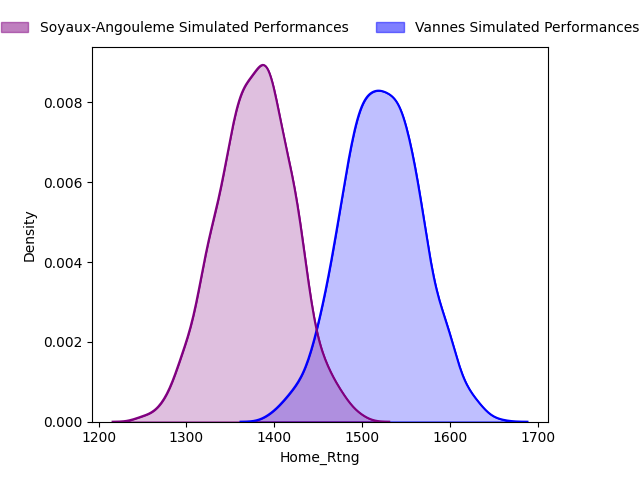 Soyaux-Angouleme Simulated Performances
Vannes Simulated Performances
0.008
0.006
0.004
0.002
0.000
Density
1200 1300 1400 1500 1600 1700
Home_Rtng